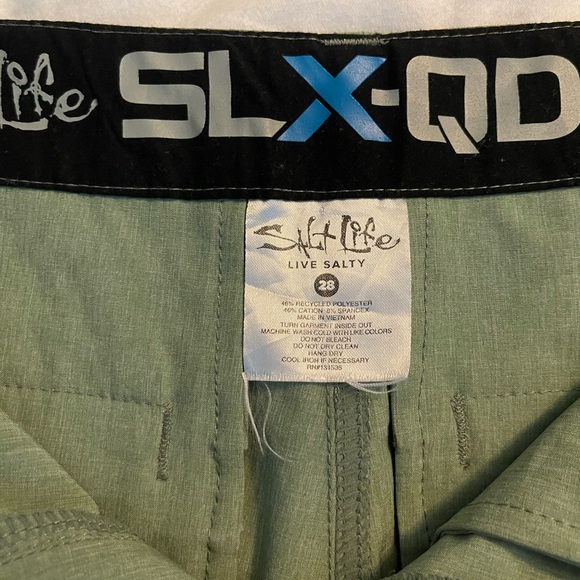 Life SLX-QD
Salt Life
LIVE SALTY
28
46% RECYCLED POLYESTER
46% CATION 8% SPANDEX
MADE IN VIETNAM
TURN GARMENT INSIDE OUT
MACHINE WASH COLD WITH LIKE COLORS
DO NOT BLEACH
DO NOT DRY CLEAN
HANG DRY
COOL IRON IF NECESSARY
RN#131536